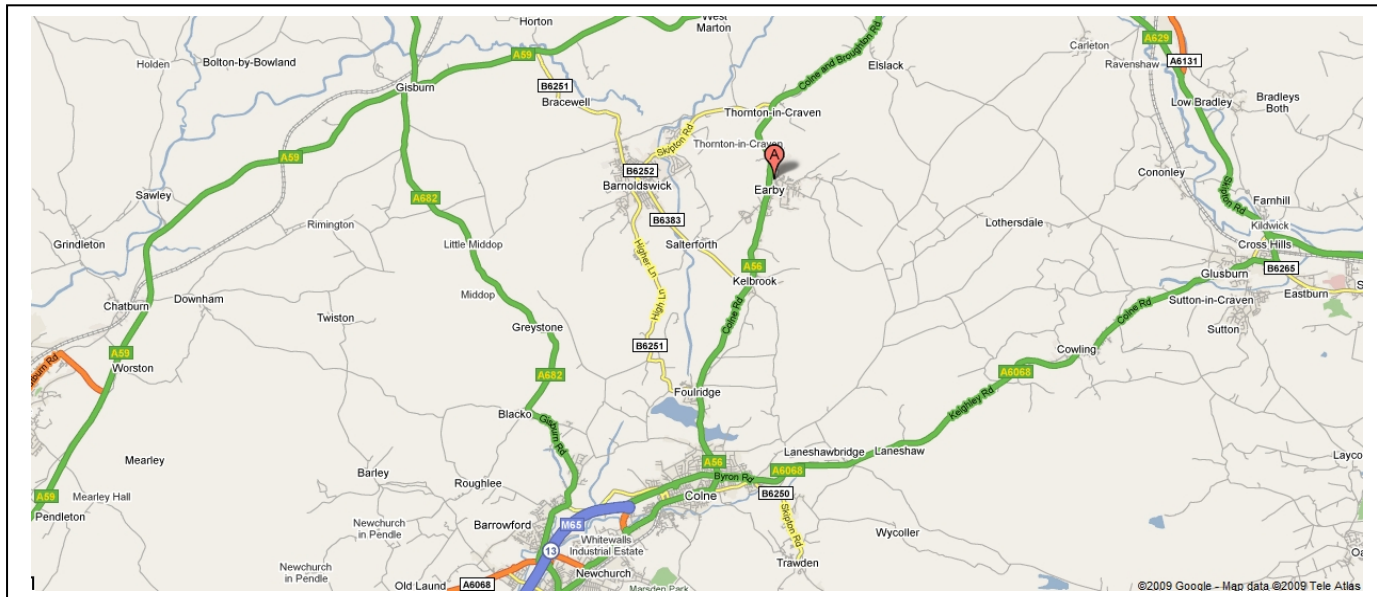 Horton
West
Marton
Carleton
A629
Ravenshaw
A6131
Holden
Bolton-by-Bowland
A59
Gisburn
B6251
Bracewell
Colne and Broughton Rd
Elslack
Low Bradley
Bradleys
Both
Thornton-in-Craven
Skipton Rd
Thornton-in-Craven
A
A59
B6252
Barnoldswick
Earby
Cononley
Skipton Rd
Farnhill
Sawley
A682
Rimington
B6383
Lothersdale
Kildwick
Grindleton
Little Middop
Higher Ln
Salterforth
Cross Hills
A56
Kelbrook
Glusburn
B6265
Eastburn
S
Chatburn
Downham
Middop
High Ln
Colne Rd
Colne Rd
Sutton-in-Craven
Sutton
Twiston
Greystone
B6251
Cowling
A59
Worston
A682
A6068
Foulridge
Keighley Rd
Blacko
Gisburn Rd
Mearley
A56
Laneshawbridge
Laneshaw
Barley
Byron Rd
A6068
Roughlee
Colne
B6250
A59
Mearley Hall
Pendleton
Newchurch
in Pendle
Barrowford
M65
Skipton Rd
Wycoller
Whitewalls
Industrial Estate
13
Newchurch
in Pendle
Newchurch
Trawden
Old Laund
A6068
Marsden Park
©2009 Google - Map data ©2009 Tele Atlas